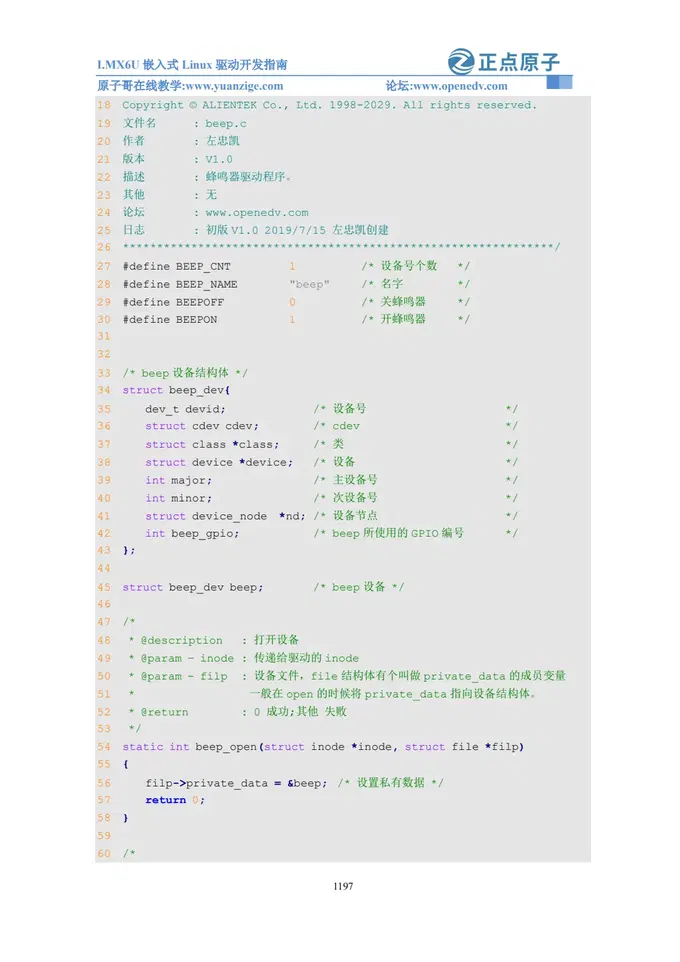 I.MX6U 嵌入式 Linux 驱动开发指南
正点原子
原子哥在线教学:www.yuanzige.com 论坛:www.openedv.com
18 Copyright © ALIENTEK Co., Ltd. 1998-2029. All rights reserved.
19 文件名 : beep.c
20 作者 : 左忠凯
21 版本 : V1.0
22 描述 : 蜂鸣器驱动程序。
23 其他 : 无
24 论坛 : www.openedv.com
25 日志 : 初版 V1.0 2019/7/15 左忠凯创建
26 ***************************************************************/
27 #define BEEP_CNT 1 /* 设备号个数 */
28 #define BEEP_NAME "beep" /* 名字 */
29 #define BEEPOFF 0 /* 关蜂鸣器 */
30 #define BEEPON 1 /* 开蜂鸣器 */
31
32
33 /* beep 设备结构体 */
34 struct beep_dev{
35 dev_t devid; /* 设备号 */
36 struct cdev cdev; /* cdev */
37 struct class *class; /* 类 */
38 struct device *device; /* 设备 */
39 int major; /* 主设备号 */
40 int minor; /* 次设备号 */
41 struct device_node *nd; /* 设备节点 */
42 int beep_gpio; /* beep 所使用的 GPIO 编号 */
43 };
44
45 struct beep_dev beep; /* beep 设备 */
46
47 /*
48 * @description : 打开设备
49 * @param – inode : 传递给驱动的 inode
50 * @param - filp : 设备文件，file 结构体有个叫做 private_data 的成员变量
51 * 一般在 open 的时候将 private_data 指向设备结构体。
52 * @return : 0 成功;其他 失败
53 */
54 static int beep_open(struct inode *inode, struct file *filp)
55 {
56 filp->private_data = &beep; /* 设置私有数据 */
57 return 0;
58 }
59
60 /*
1197